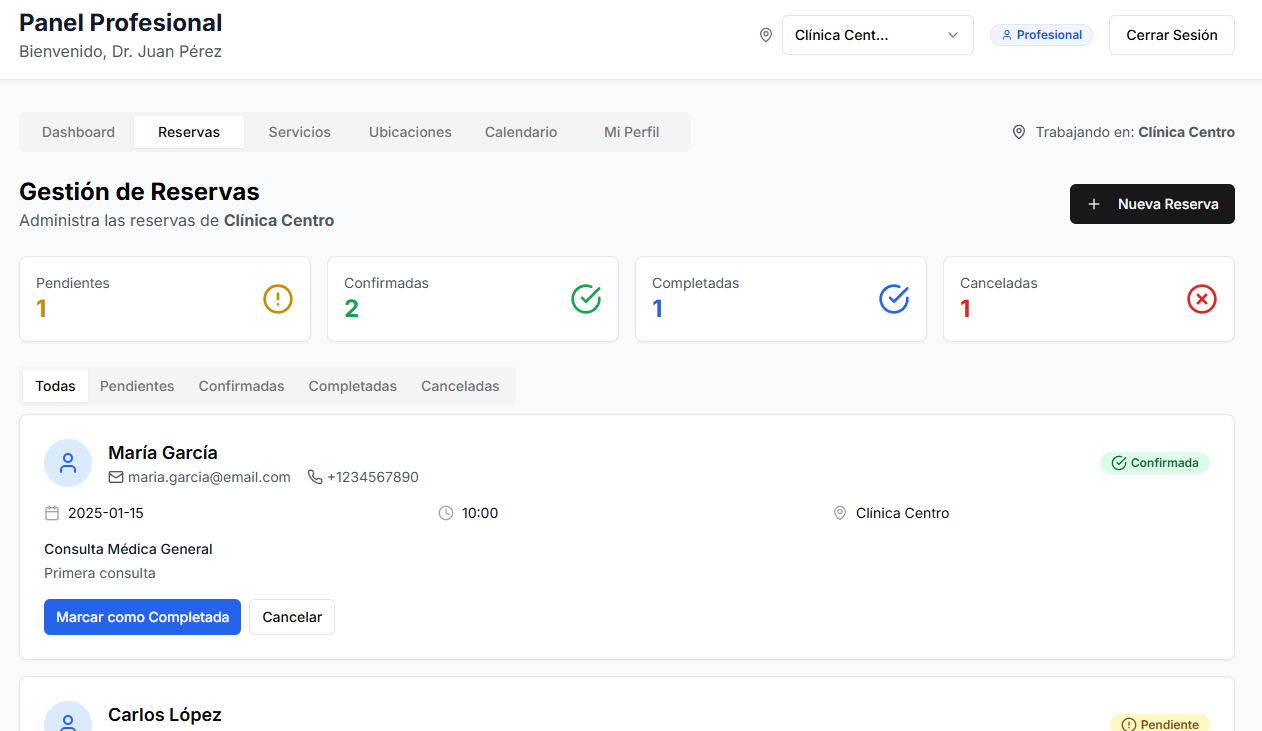 Panel Profesional
Bienvenido, Dr. Juan Pérez
Clínica Cent...
Profesional
Cerrar Sesión
Dashboard Reservas Servicios Ubicaciones Calendario Mi Perfil
Trabajando en: Clínica Centro
Gestión de Reservas
Administra las reservas de Clínica Centro
+ Nueva Reserva
Pendientes
1
Confirmadas
2
Completadas
1
Canceladas
1
Todas Pendientes Confirmadas Completadas Canceladas
María García
maria.garcia@email.com +1234567890
Confirmada
2025-01-15 10:00 Clínica Centro
Consulta Médica General
Primera consulta
Marcar como Completada Cancelar
Carlos López
Pendiente